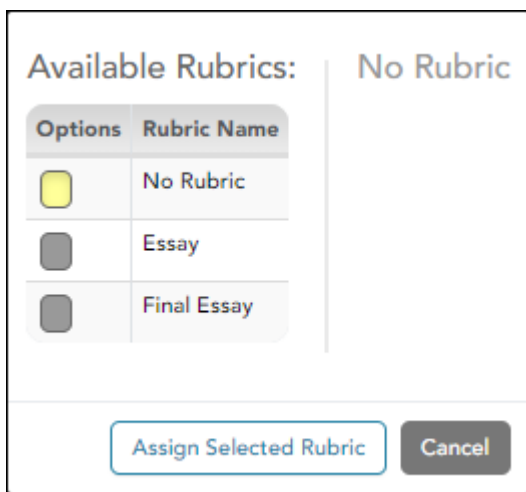 Available Rubrics:
No Rubric
Options Rubric Name
No Rubric
Essay
Final Essay
Assign Selected Rubric
Cancel